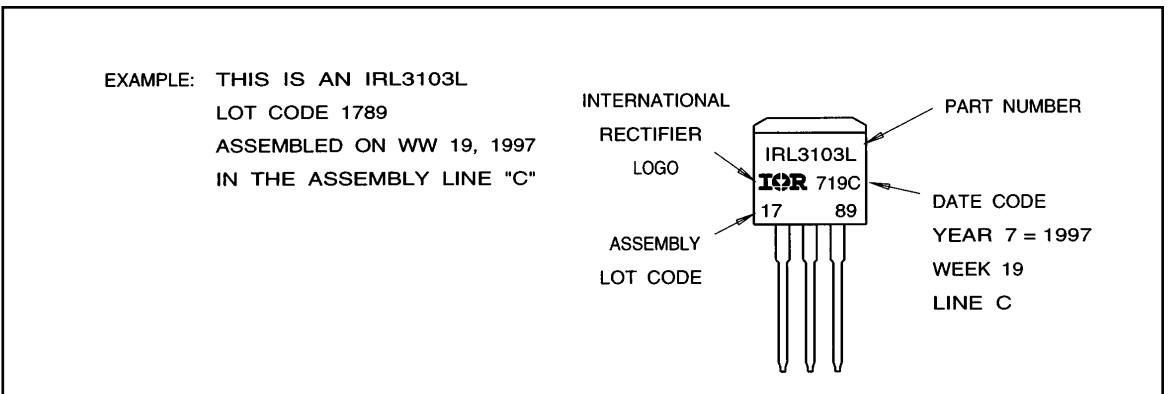 EXAMPLE: THIS IS AN IRL3103L
LOT CODE 1789
ASSEMBLED ON WW 19, 1997
IN THE ASSEMBLY LINE "C"
INTERNATIONAL
RECTIFIER
LOGO
ASSEMBLY
LOT CODE
IRL3103L
IOR 719C
17 89
PART NUMBER
DATE CODE
YEAR 7 = 1997
WEEK 19
LINE C